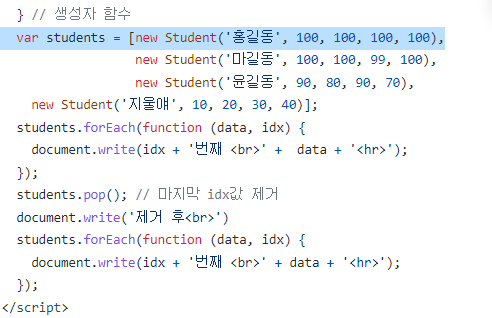 } // 생성자 함수
var students = [new Student('홍길동', 100, 100, 100, 100),
new Student('마길동', 100, 100, 99, 100),
new Student('윤길동', 90, 80, 90, 70),
new Student('지울얘', 10, 20, 30, 40)];
students.forEach(function (data, idx) {
document.write(idx + '번째 <br>' +  data + '<hr>');
});
students.pop(); // 마지막 idx값 제거
document.write('제거 후<br>')
students.forEach(function (data, idx) {
document.write(idx + '번째 <br>' + data + '<hr>');
});
</script>